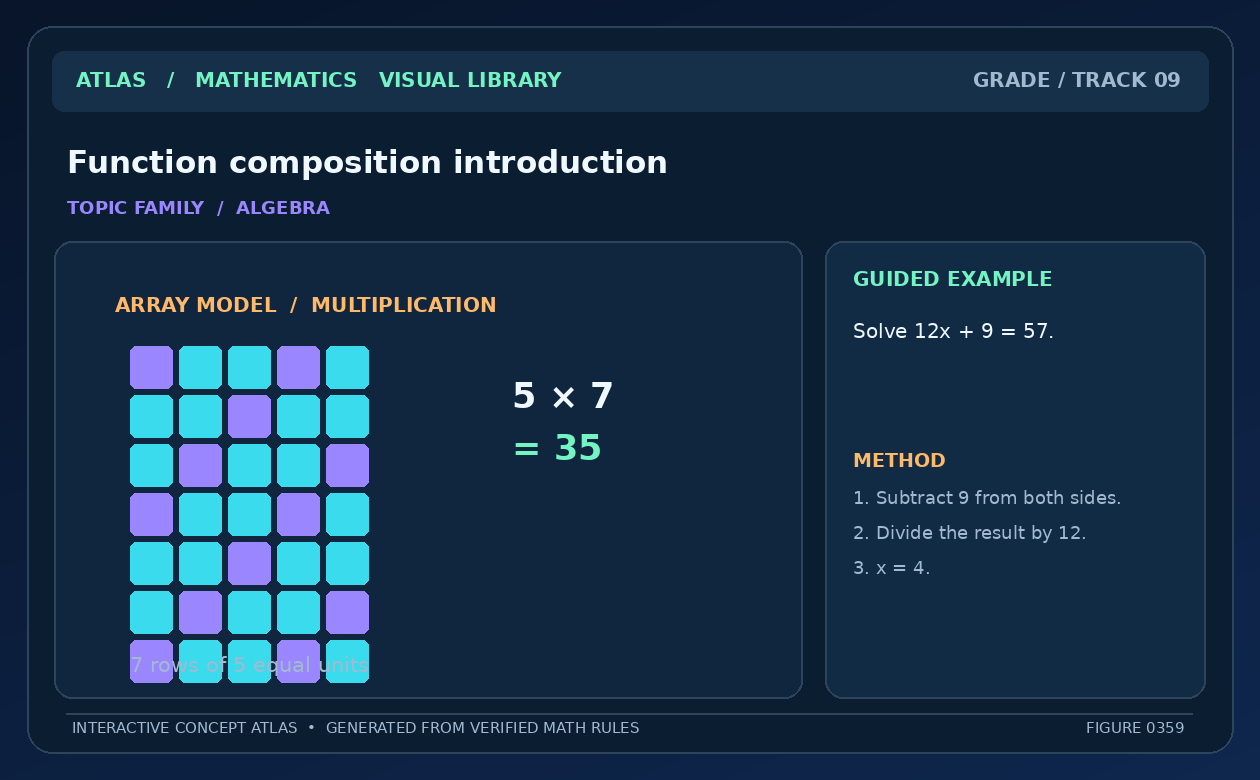 ATLAS / MATHEMATICS VISUAL LIBRARY
GRADE / TRACK 09
Function composition introduction
TOPIC FAMILY / ALGEBRA
ARRAY MODEL / MULTIPLICATION
5 × 7
= 35
7 rows of 5 equal units
GUIDED EXAMPLE
Solve 12x + 9 = 57.
METHOD
1. Subtract 9 from both sides.
2. Divide the result by 12.
3. x = 4.
INTERACTIVE CONCEPT ATLAS • GENERATED FROM VERIFIED MATH RULES
FIGURE 0359